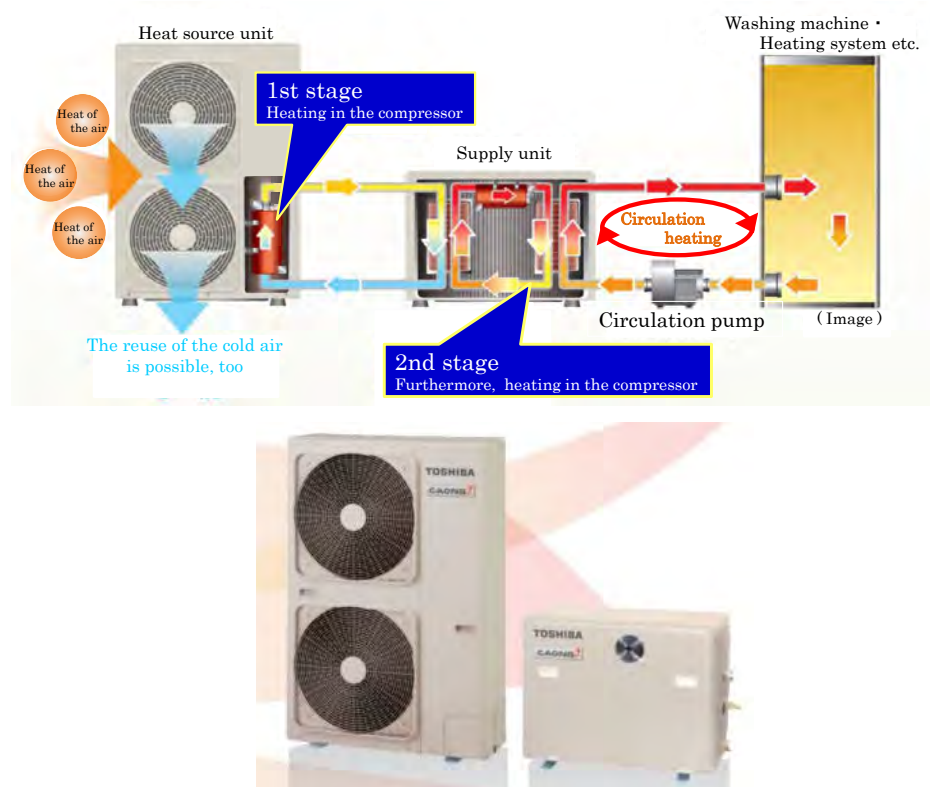 Heat source unit
Washing machine・
Heating system etc.
1st stage
Heating in the compressor
Heat of
the air
Heat of
the air
Heat of
the air
Supply unit
Circulation
heating
Circulation pump
( Image )
The reuse of the cold air
is possible, too
2nd stage
Furthermore, heating in the compressor
TOSHIBA
CAONS
TOSHIBA
CAONS